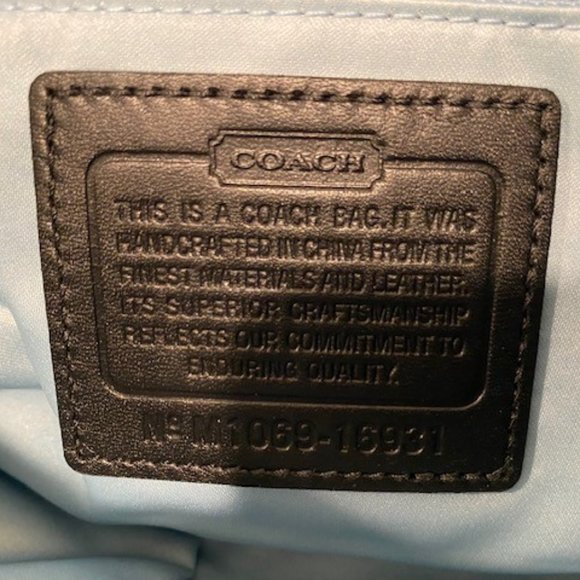 COACH
THIS IS A COACH BAG. IT WAS
HANDCRAFTED IN CHINA FROM THE
FINEST MATERIALS AND LEATHER.
ITS SUPERIOR CRAFTSMANSHIP
REFLECTS OUR COMMITMENT TO
ENDURING QUALITY.
Nº M1069-16931